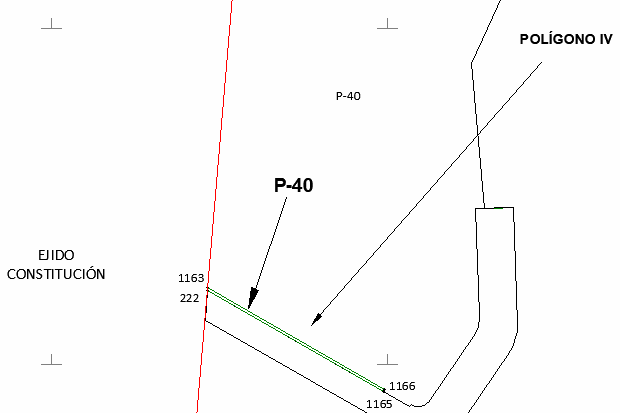 POLÍGONO IV
P-40
P-40
EJIDO
CONSTITUCIÓN
1163
222
1166
1165